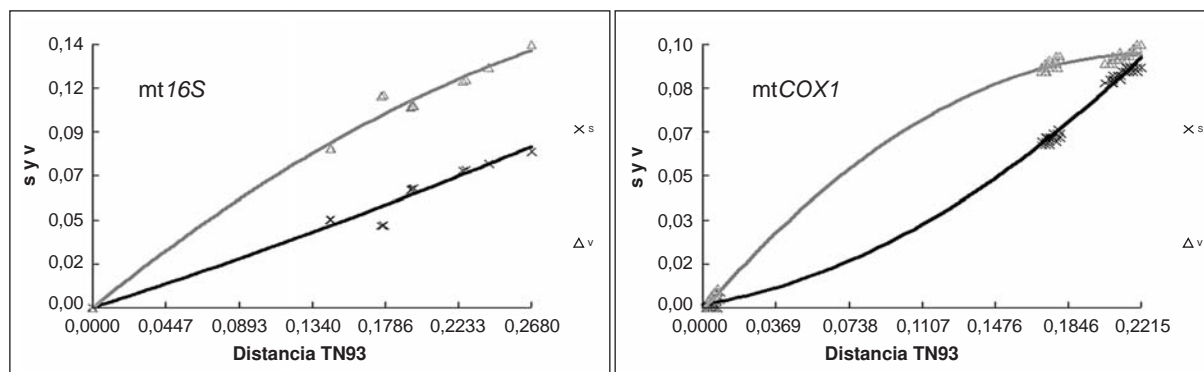 mt16S
s y v
0,14
0,12
0,09
0,07
0,05
0,02
0,00
0,0000 0,0447 0,0893 0,1340 0,1786 0,2233 0,2680
Distancia TN93
s
v
mtCOX1
s y v
0,10
0,08
0,07
0,05
0,03
0,02
0,00
0,0000 0,0369 0,0738 0,1107 0,1476 0,1846 0,2215
Distancia TN93
s
v